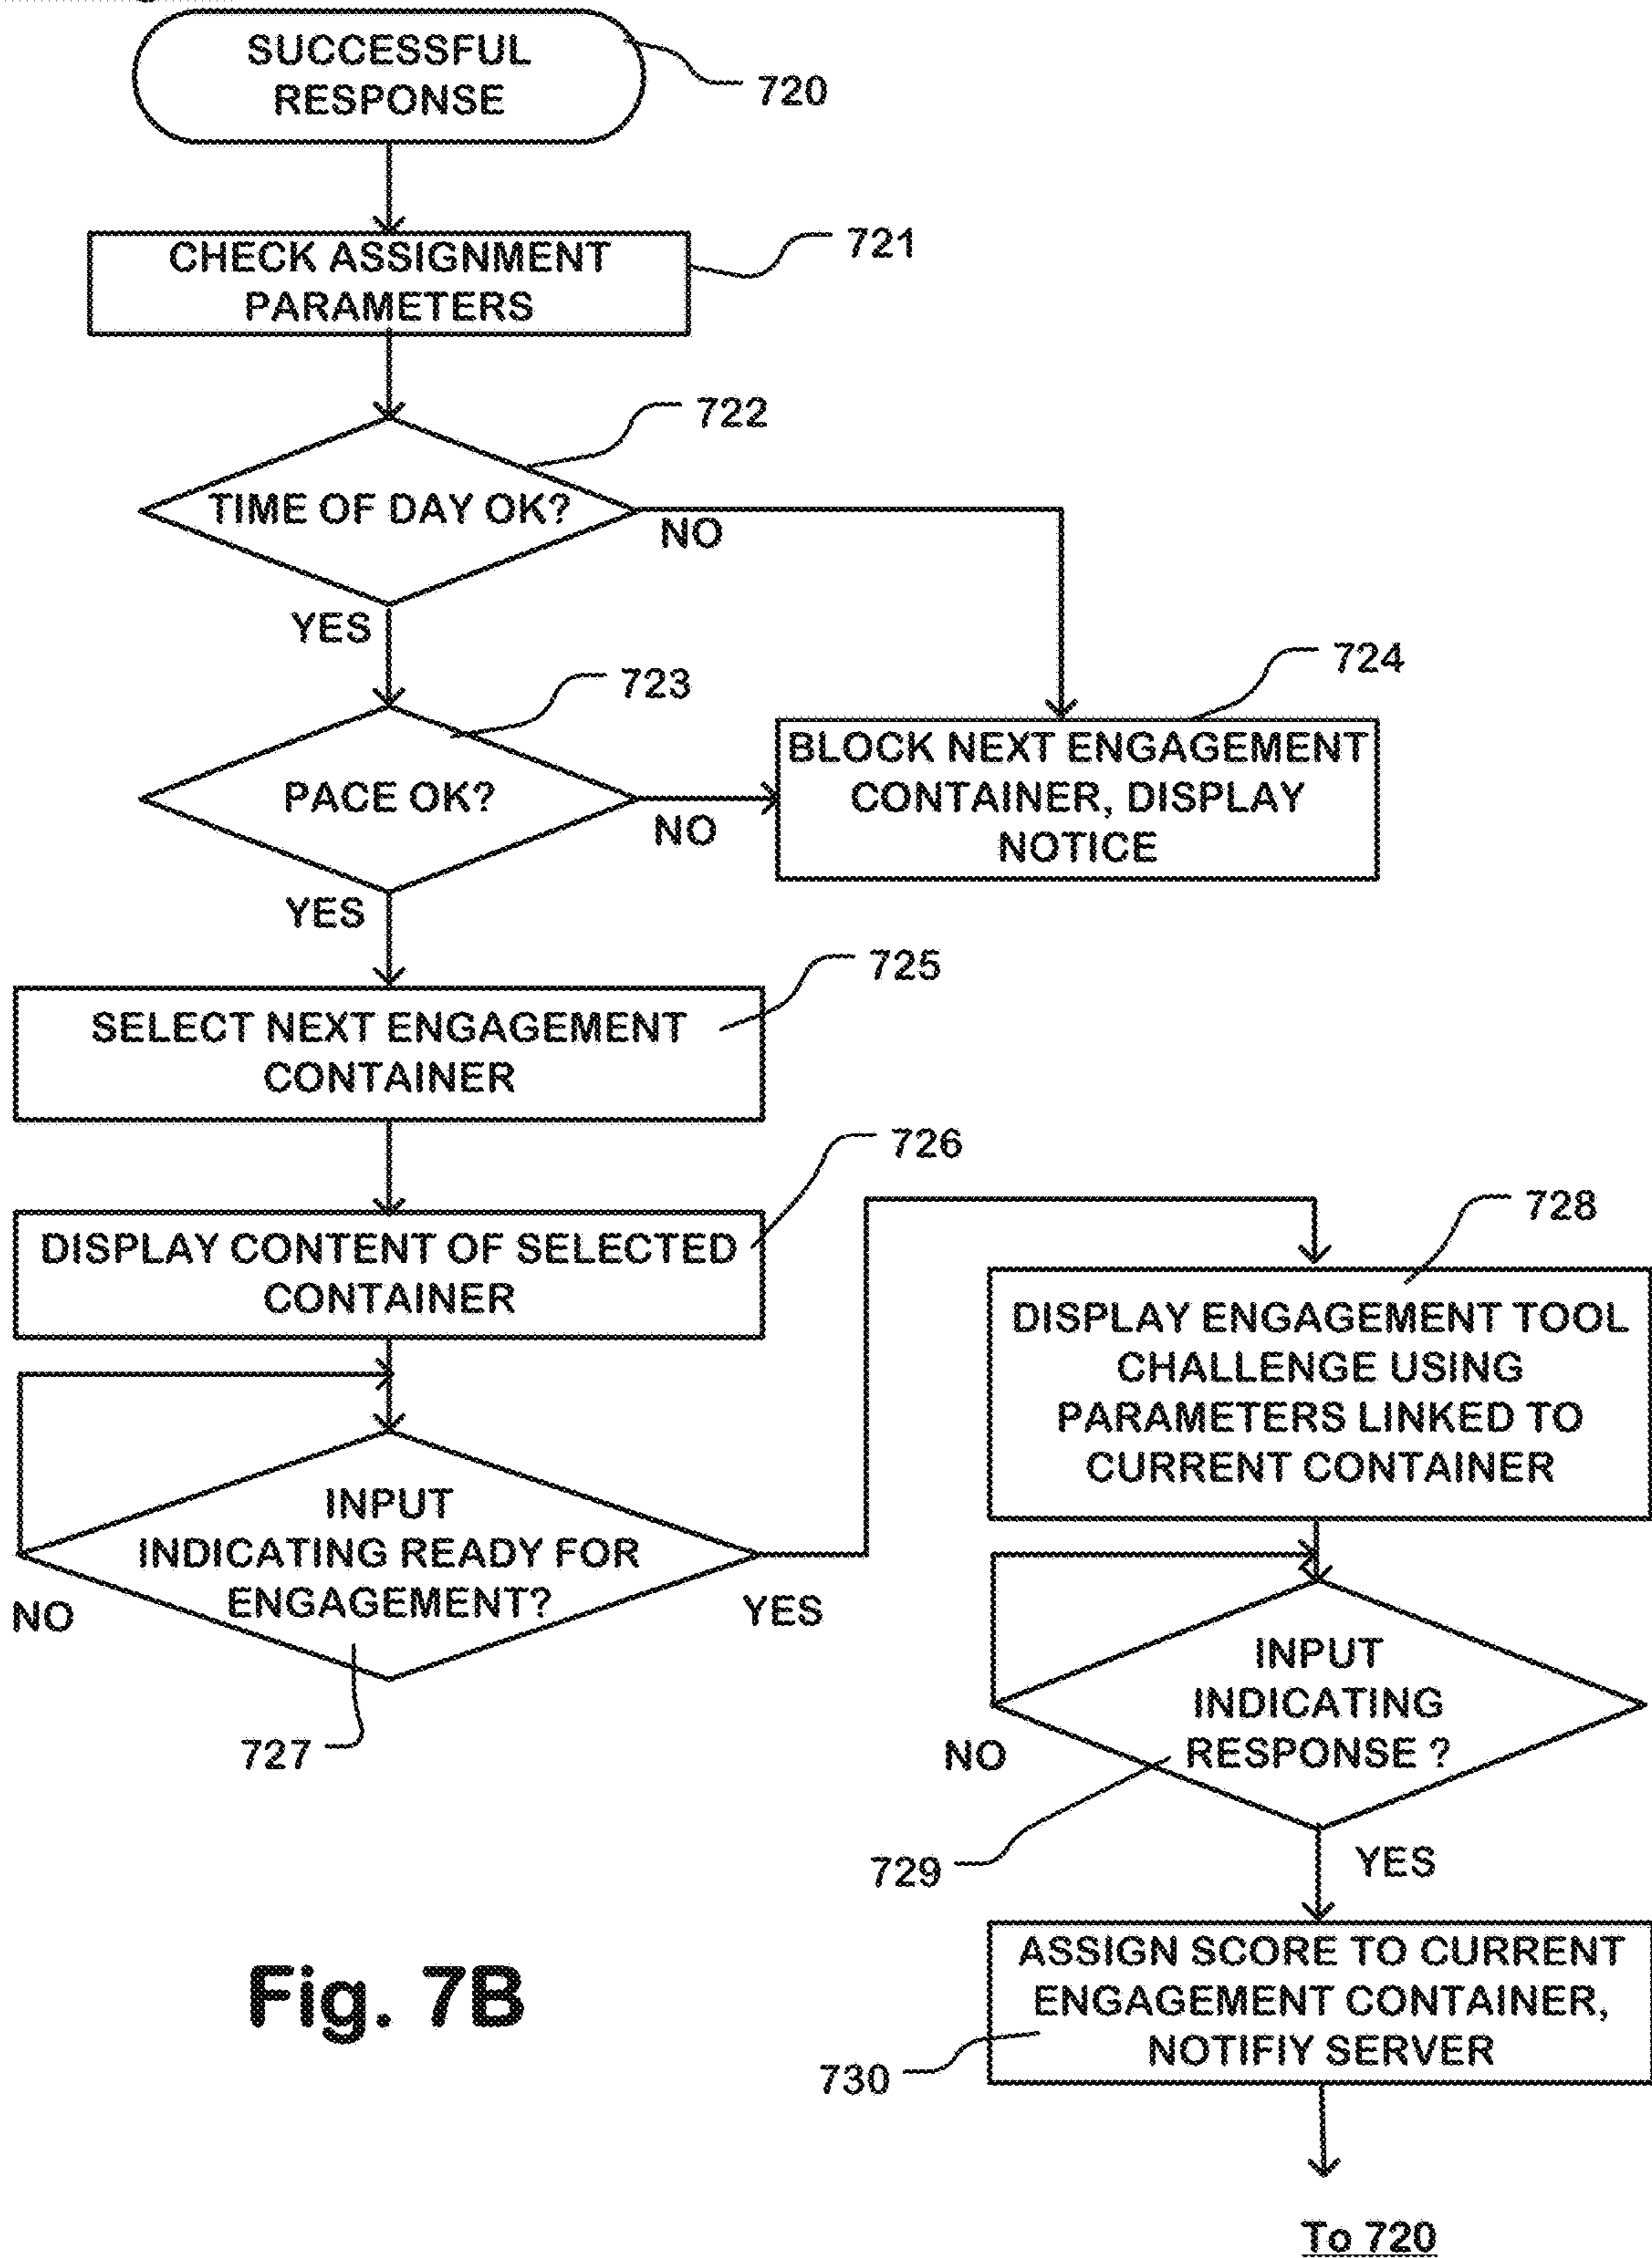 SUCCESSFUL
RESPONSE
720
CHECK ASSIGNMENT
PARAMETERS
721
722
TIME OF DAY OK?
NO
YES
723
724
PACE OK?
NO
BLOCK NEXT ENGAGEMENT
CONTAINER, DISPLAY
NOTICE
YES
725
SELECT NEXT ENGAGEMENT
CONTAINER
726
DISPLAY CONTENT OF SELECTED
CONTAINER
728
DISPLAY ENGAGEMENT TOOL
CHALLENGE USING
PARAMETERS LINKED TO
CURRENT CONTAINER
INPUT
INDICATING READY FOR
ENGAGEMENT?
NO
YES
727
INPUT
INDICATING
RESPONSE ?
NO
729
YES
ASSIGN SCORE TO CURRENT
ENGAGEMENT CONTAINER,
NOTIFIY SERVER
730
Fig. 7B
To 720